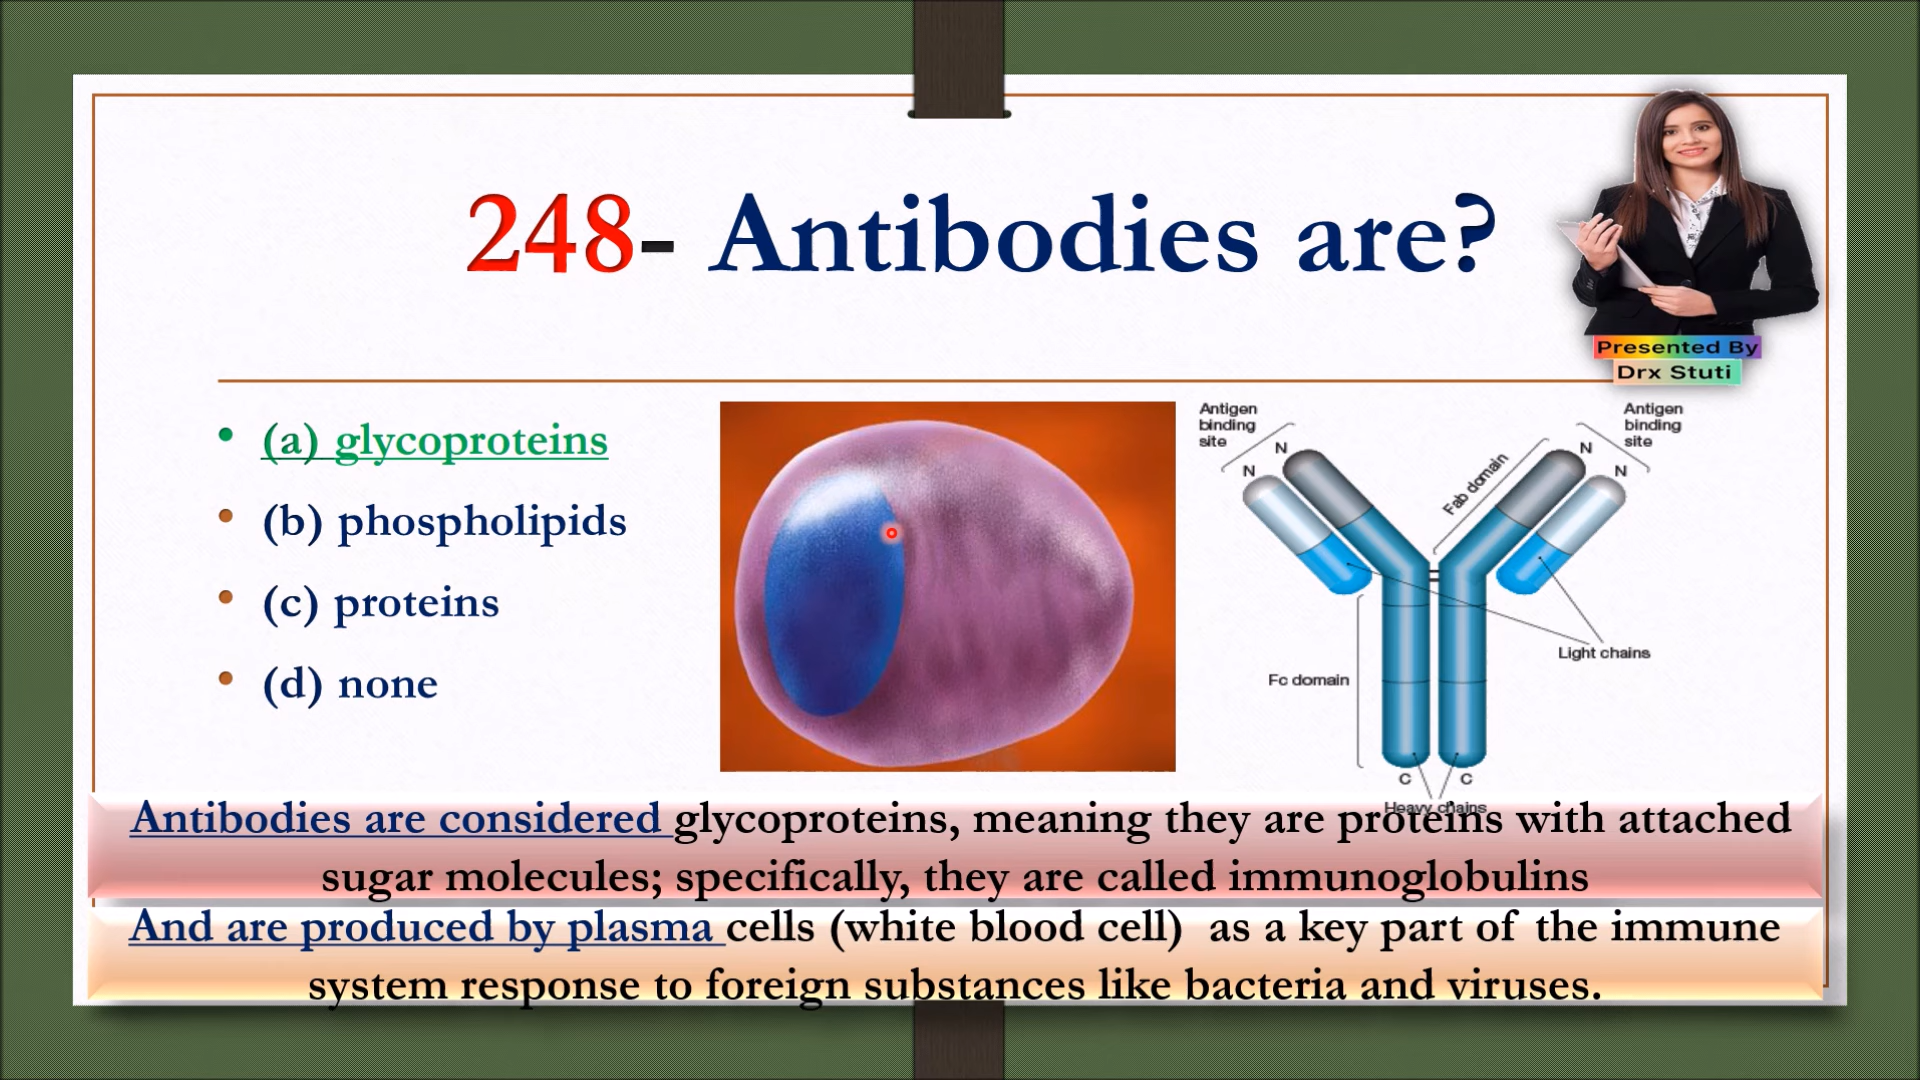 248- Antibodies are?
Presented By
Drx Stuti
(a) glycoproteins
(b) phospholipids
(c) proteins
(d) none
Antigen
binding
site
N
N
Fab domain
Antigen
binding
site
N
N
Light chains
Fc domain
C
C
Heavy chains
Antibodies are considered glycoproteins, meaning they are proteins with attached
sugar molecules; specifically, they are called immunoglobulins
And are produced by plasma cells (white blood cell) as a key part of the immune
system response to foreign substances like bacteria and viruses.